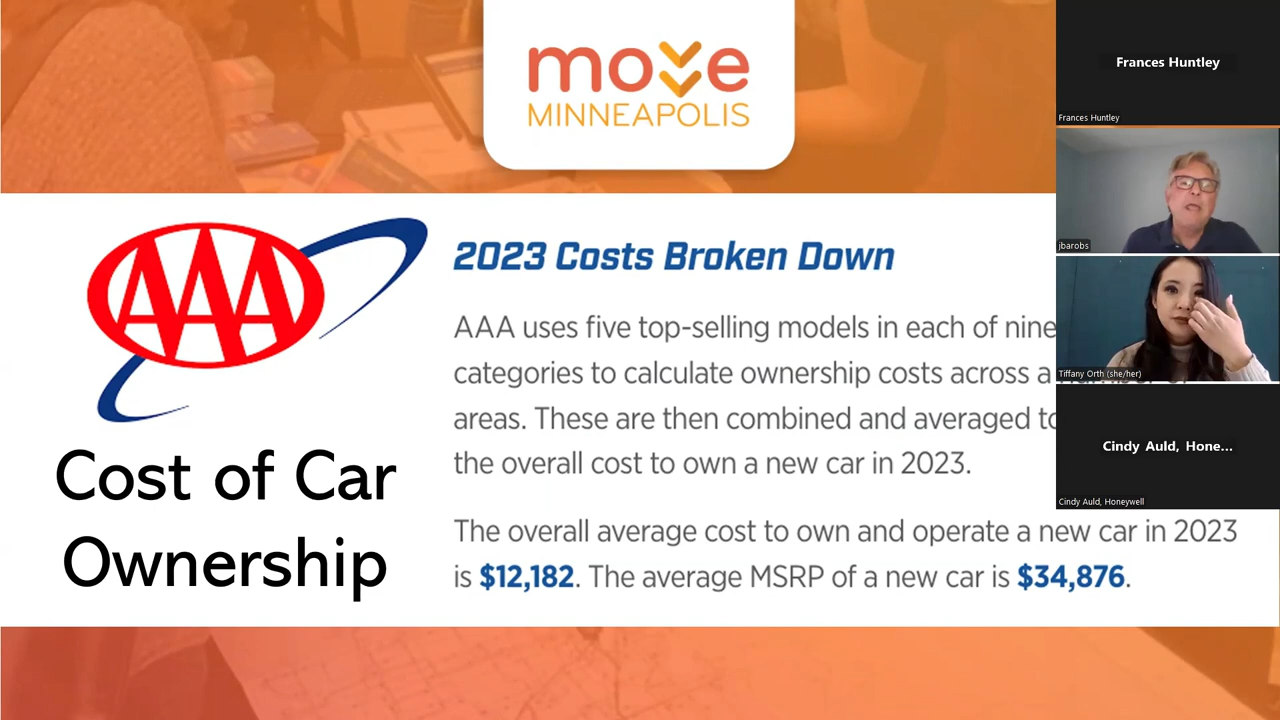 move
MINNEAPOLIS
AAA
Cost of Car
Ownership
2023 Costs Broken Down
AAA uses five top-selling models in each of nine
categories to calculate ownership costs across a
areas. These are then combined and averaged to
the overall cost to own a new car in 2023.
The overall average cost to own and operate a new car in 2023
is $12,182. The average MSRP of a new car is $34,876.
Frances Huntley
Frances Huntley
jbarobs
Tiffany Orth (she/her)
Cindy Auld, Hone...
Cindy Auld, Honeywell